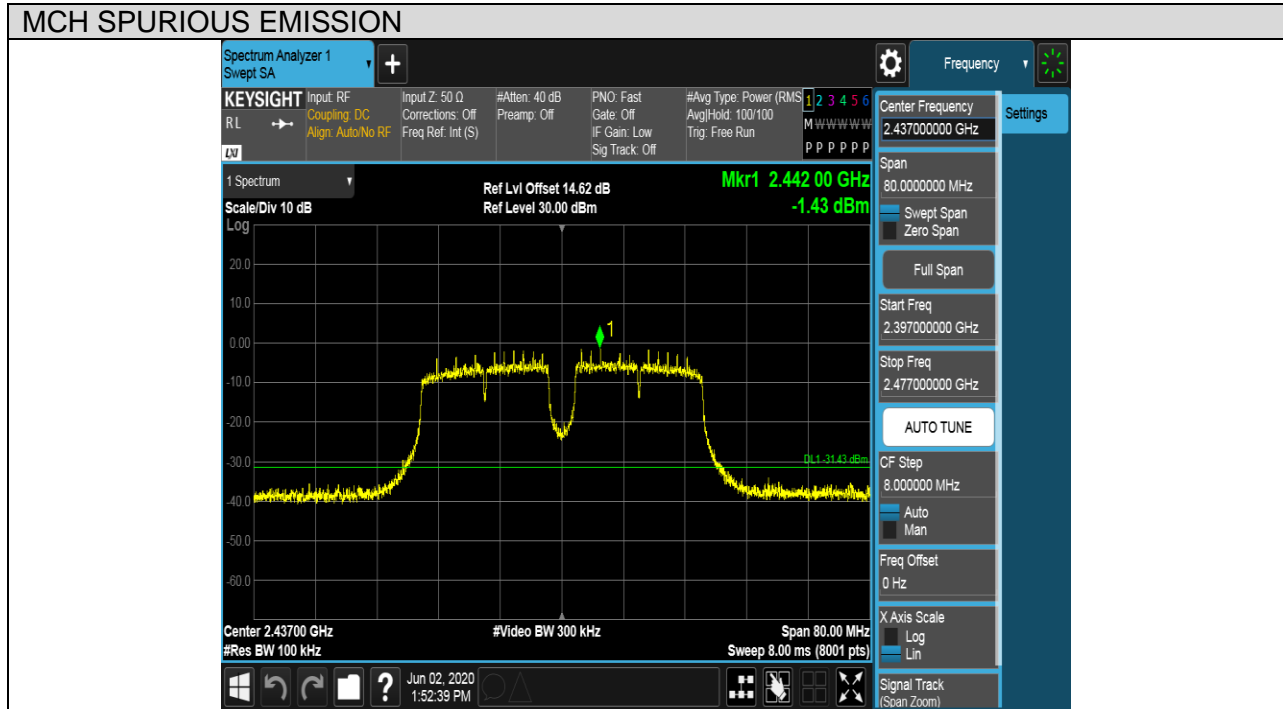 MCH SPURIOUS EMISSION
Spectrum Analyzer 1
Swept SA
+
Frequency
KEYSIGHT
RL
LXI
Input: RF
Coupling: DC
Align: Auto/No RF
Input Z: 50 Ω
Corrections: Off
Freq Ref: Int (S)
#Atten: 40 dB
Preamp: Off
PNO: Fast
Gate: Off
IF Gain: Low
Sig Track: Off
#Avg Type: Power (RMS
Avg|Hold: 100/100
Trig: Free Run
1 2 3 4 5 6
M W W W W W
P P P P P P
1 Spectrum
Scale/Div 10 dB
Ref Lvl Offset 14.62 dB
Ref Level 30.00 dBm
Mkr1 2.442 00 GHz
-1.43 dBm
Log
20.0
10.0
0.00
-10.0
-20.0
-30.0
-40.0
-50.0
-60.0
1
DL1 -31.43 dBm
Center 2.43700 GHz
#Res BW 100 kHz
#Video BW 300 kHz
Span 80.00 MHz
Sweep 8.00 ms (8001 pts)
?
Jun 02, 2020
1:52:39 PM
Center Frequency
2.437000000 GHz
Settings
Span
80.0000000 MHz
Swept Span
Zero Span
Full Span
Start Freq
2.397000000 GHz
Stop Freq
2.477000000 GHz
AUTO TUNE
CF Step
8.000000 MHz
Auto
Man
Freq Offset
0 Hz
X Axis Scale
Log
Lin
Signal Track
(Span Zoom)